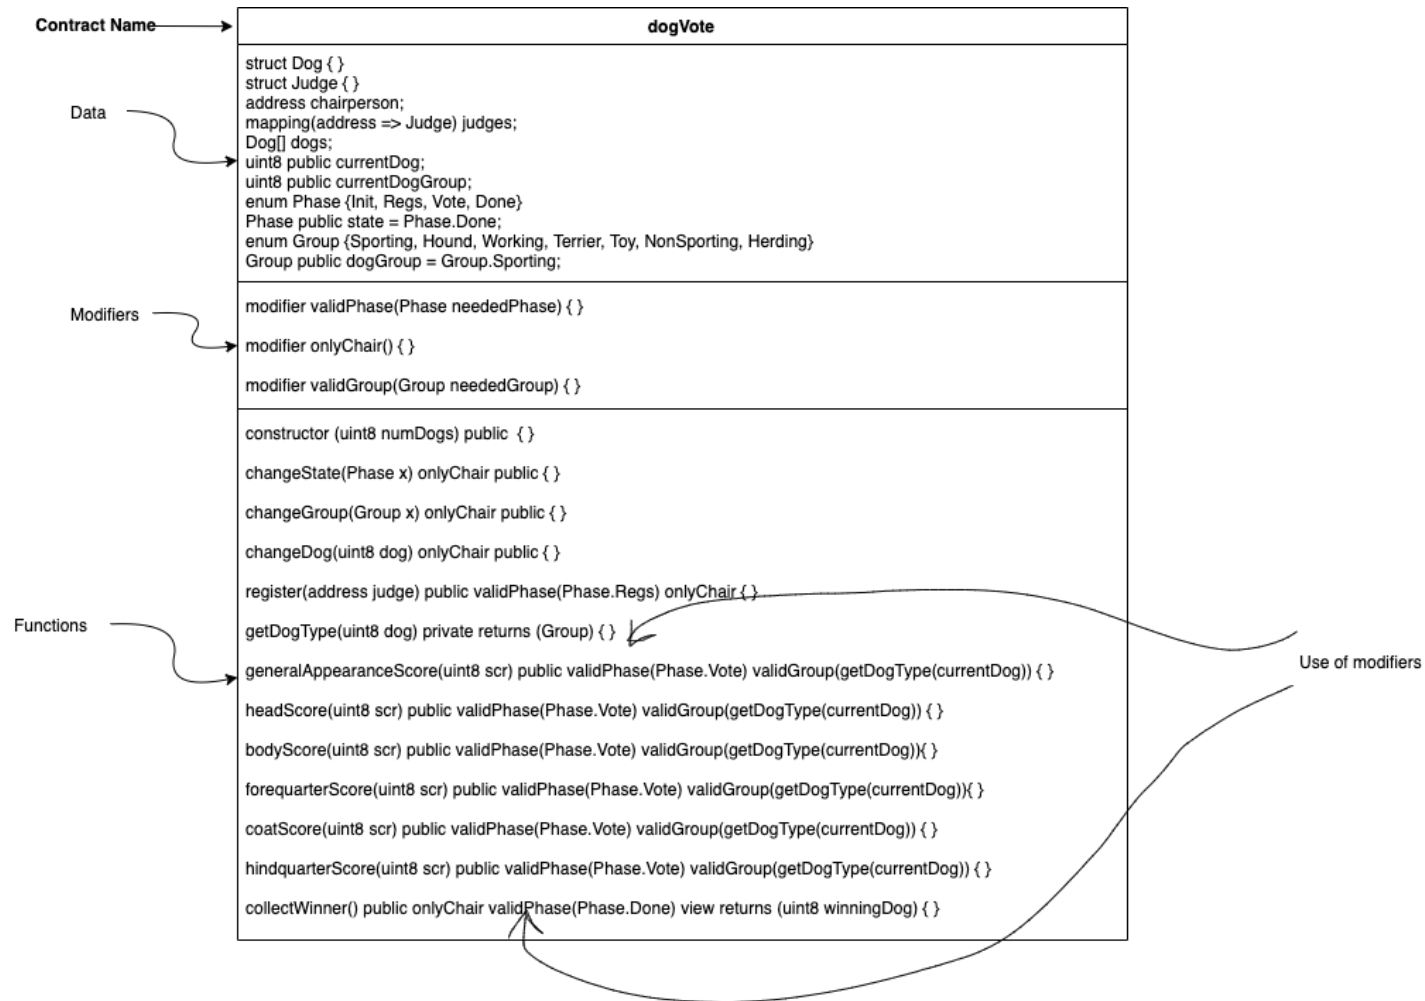 Contract Name
dogVote
Data
struct Dog { }
struct Judge { }
address chairperson;
mapping(address => Judge) judges;
Dog[] dogs;
uint8 public currentDog;
uint8 public currentDogGroup;
enum Phase {Init, Regs, Vote, Done}
Phase public state = Phase.Done;
enum Group {Sporting, Hound, Working, Terrier, Toy, NonSporting, Herding}
Group public dogGroup = Group.Sporting;
Modifiers
modifier validPhase(Phase neededPhase) { }
modifier onlyChair() { }
modifier validGroup(Group neededGroup) { }
Functions
constructor (uint8 numDogs) public { }
changeState(Phase x) onlyChair public { }
changeGroup(Group x) onlyChair public { }
changeDog(uint8 dog) onlyChair public { }
register(address judge) public validPhase(Phase.Regs) onlyChair { }
getDogType(uint8 dog) private returns (Group) { }
generalAppearanceScore(uint8 scr) public validPhase(Phase.Vote) validGroup(getDogType(currentDog)) { }
headScore(uint8 scr) public validPhase(Phase.Vote) validGroup(getDogType(currentDog)) { }
bodyScore(uint8 scr) public validPhase(Phase.Vote) validGroup(getDogType(currentDog)){ }
forequarterScore(uint8 scr) public validPhase(Phase.Vote) validGroup(getDogType(currentDog)){ }
coatScore(uint8 scr) public validPhase(Phase.Vote) validGroup(getDogType(currentDog)) { }
hindquarterScore(uint8 scr) public validPhase(Phase.Vote) validGroup(getDogType(currentDog)) { }
collectWinner() public onlyChair validPhase(Phase.Done) view returns (uint8 winningDog) { }
Use of modifiers